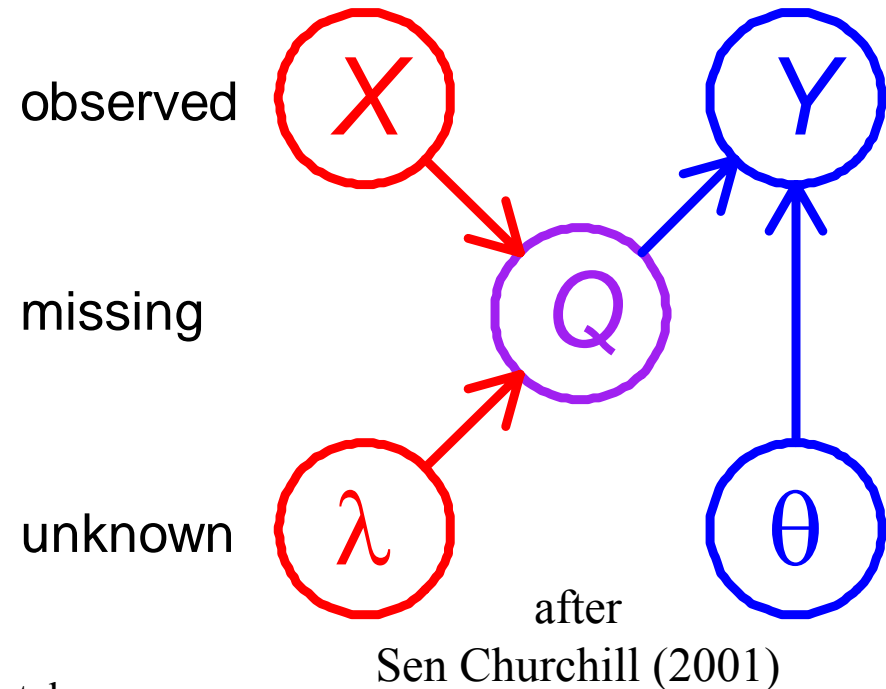 observed X Y
missing Q
unknown λ θ
after
Sen Churchill (2001)